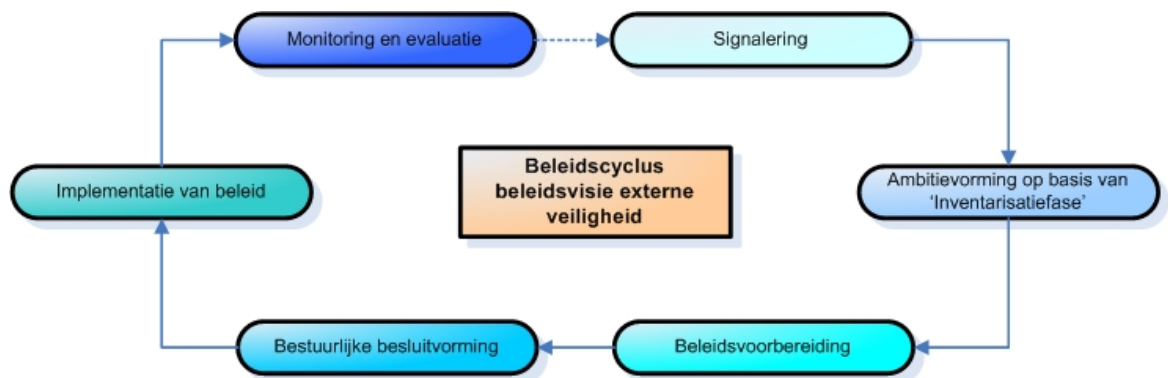 Monitoring en evaluatie
Signalering
Implementatie van beleid
Beleidscyclus
beleidsvisie externe
veiligheid
Ambitievorming op basis van
‘Inventarisatiefase’
Bestuurlijke besluitvorming
Beleidsvoorbereiding